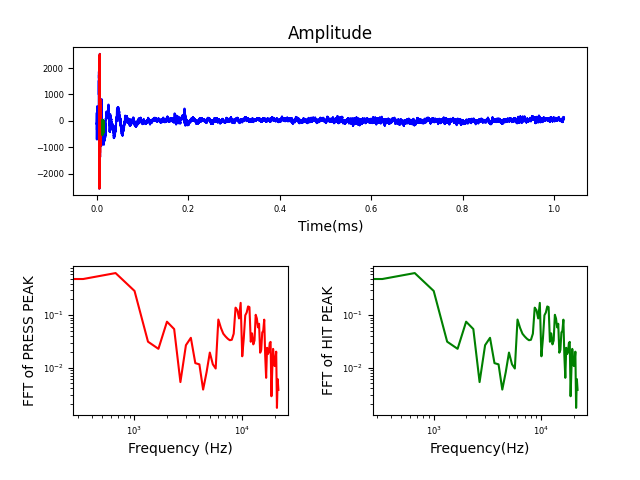 Amplitude
2000
1000
0
−1000
−2000
0.0 0.2 0.4 0.6 0.8 1.0
Time(ms)
FFT of PRESS PEAK
10⁻¹
10⁻²
10³ 10⁴
Frequency (Hz)
FFT of HIT PEAK
10⁻¹
10⁻²
10³ 10⁴
Frequency(Hz)